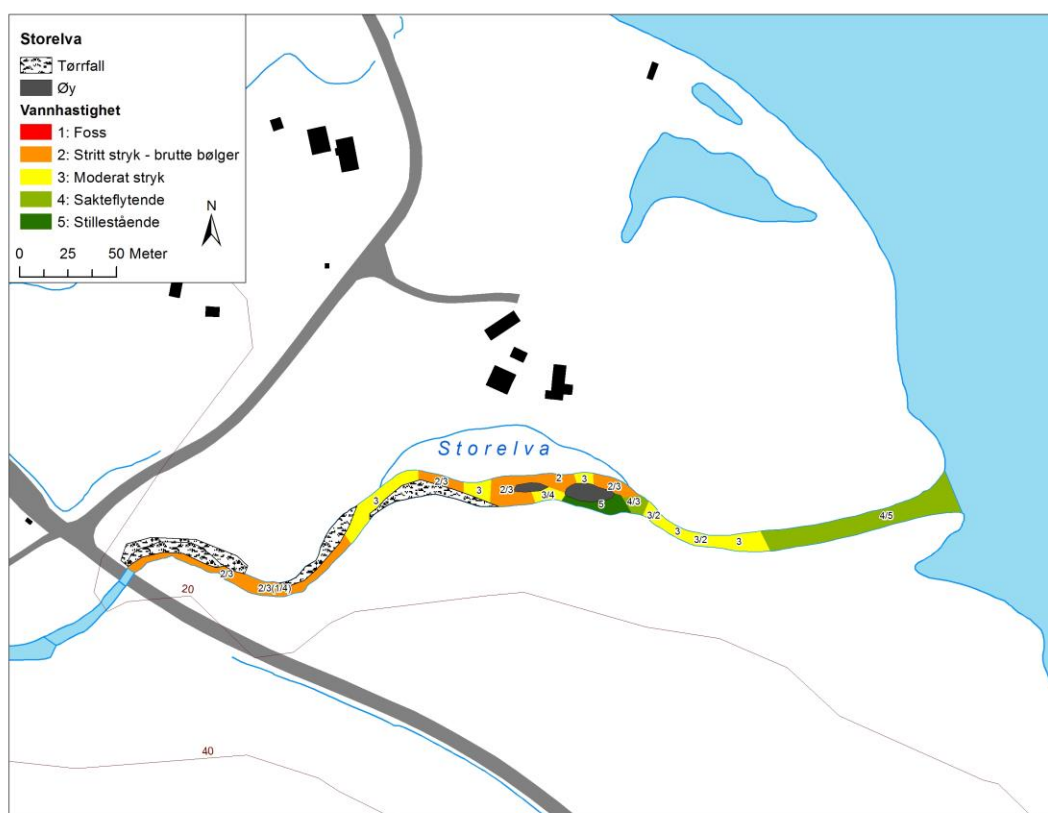 Storelva
Tørrfall
Øy
Vannhastighet
1: Foss
2: Stritt stryk - brutte bølger
3: Moderat stryk
4: Sakteflytende
5: Stillestående
N
0 25 50 Meter
Storelva
2/3
3
2/3
2
3
2/3
3
3/4
5
4/3
3/2
3
3/2
3
4/5
2/3
2/3(1/4)
20
40